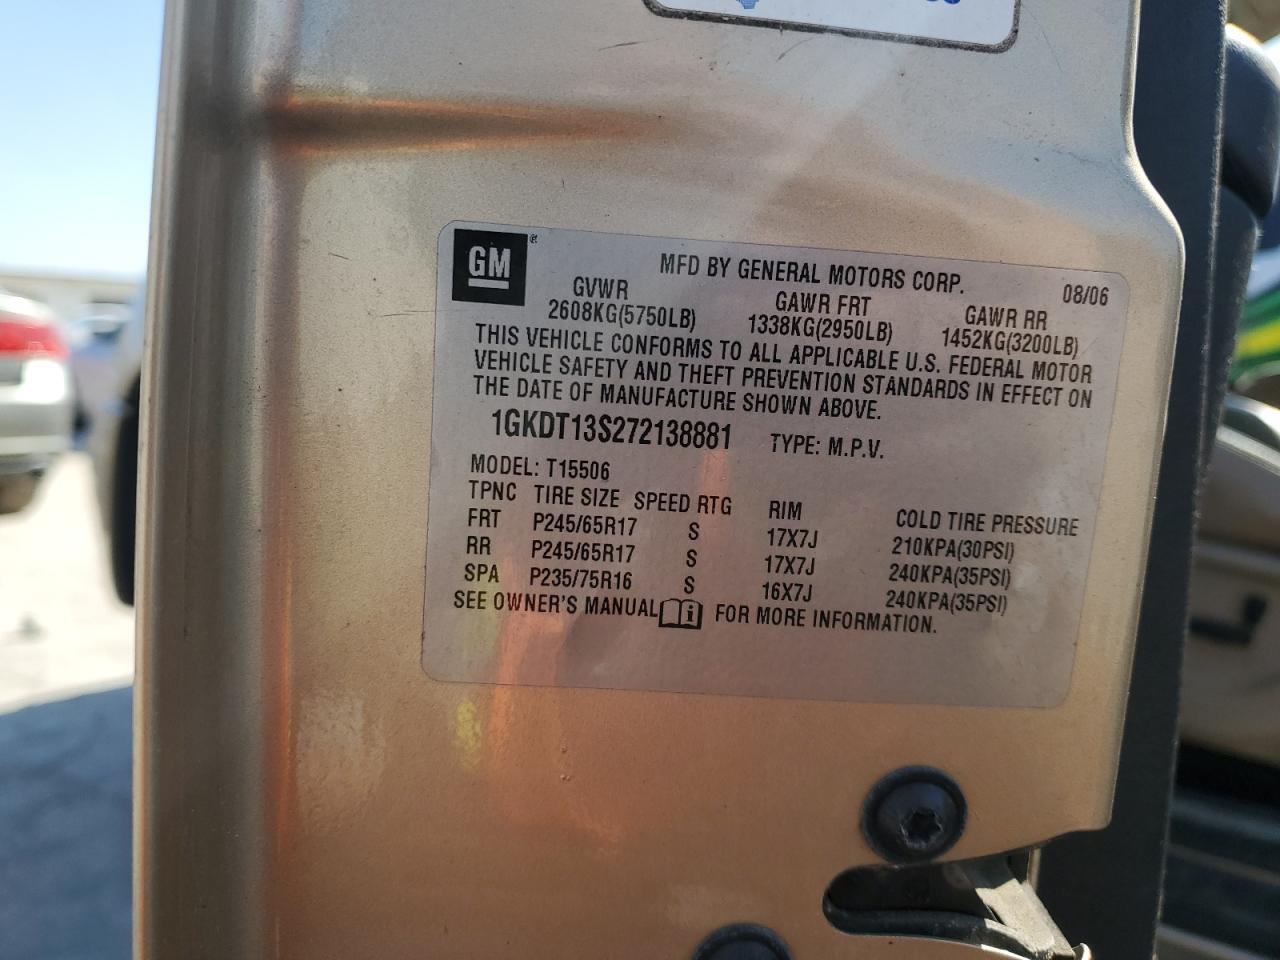 GM
MFD BY GENERAL MOTORS CORP. 08/06
GVWR GAWR FRT GAWR RR
2608KG(5750LB) 1338KG(2950LB) 1452KG(3200LB)
THIS VEHICLE CONFORMS TO ALL APPLICABLE U.S. FEDERAL MOTOR
VEHICLE SAFETY AND THEFT PREVENTION STANDARDS IN EFFECT ON
THE DATE OF MANUFACTURE SHOWN ABOVE.
1GKDT13S272138881 TYPE: M.P.V.
MODEL: T15506
TPNC TIRE SIZE SPEED RTG RIM COLD TIRE PRESSURE
FRT P245/65R17 S 17X7J 210KPA(30PSI)
RR P245/65R17 S 17X7J 240KPA(35PSI)
SPA P235/75R16 S 16X7J 240KPA(35PSI)
SEE OWNER'S MANUAL FOR MORE INFORMATION.